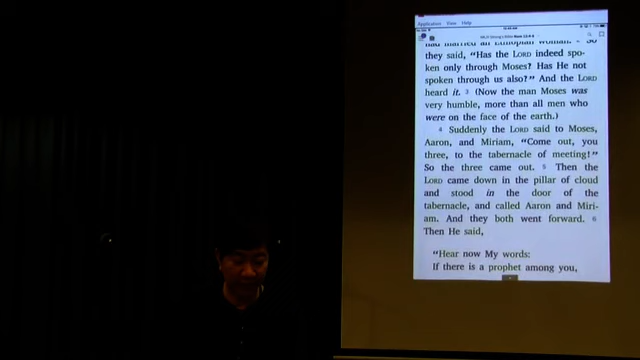 Application View Help
had married an Ethiopian woman. So
they said, “Has the LORD indeed spo-
ken only through Moses? Has He not
spoken through us also?” And the LORD
heard it. 3 (Now the man Moses was
very humble, more than all men who
were on the face of the earth.)
4 Suddenly the LORD said to Moses,
Aaron, and Miriam, “Come out, you
three, to the tabernacle of meeting!”
So the three came out. 5 Then the
LORD came down in the pillar of cloud
and stood in the door of the
tabernacle, and called Aaron and Miri-
am. And they both went forward. 6
Then He said,
“Hear now My words:
If there is a prophet among you,